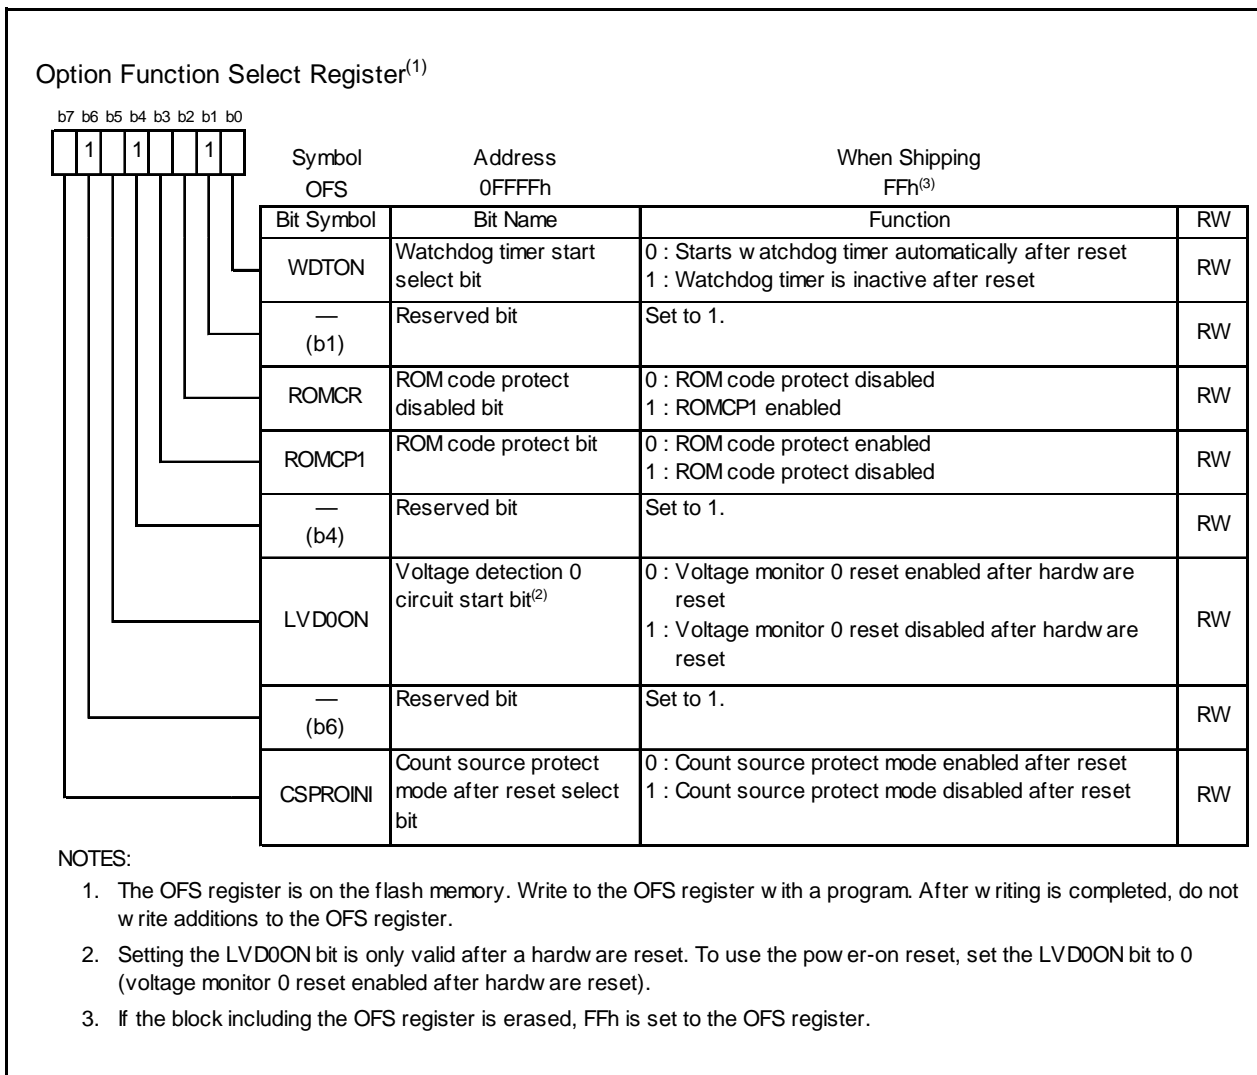 Option Function Select Register(1)
b7 b6 b5 b4 b3 b2 b1 b0
1 1 1
Symbol Address When Shipping
OFS 0FFFFh FFh(3)
Bit Symbol Bit Name Function RW
WDTON Watchdog timer start select bit 0 : Starts watchdog timer automatically after reset RW
1 : Watchdog timer is inactive after reset
— (b1) Reserved bit Set to 1. RW
ROMCR ROM code protect disabled bit 0 : ROM code protect disabled RW
1 : ROMCP1 enabled
ROMCP1 ROM code protect bit 0 : ROM code protect enabled RW
1 : ROM code protect disabled
— (b4) Reserved bit Set to 1. RW
LVD0ON Voltage detection 0 circuit start bit(2) 0 : Voltage monitor 0 reset enabled after hardware reset RW
1 : Voltage monitor 0 reset disabled after hardware reset
— (b6) Reserved bit Set to 1. RW
CSPROINI Count source protect mode after reset select bit 0 : Count source protect mode enabled after reset RW
1 : Count source protect mode disabled after reset
NOTES:
1. The OFS register is on the flash memory. Write to the OFS register with a program. After writing is completed, do not
write additions to the OFS register.
2. Setting the LVD0ON bit is only valid after a hardware reset. To use the power-on reset, set the LVD0ON bit to 0
(voltage monitor 0 reset enabled after hardware reset).
3. If the block including the OFS register is erased, FFh is set to the OFS register.